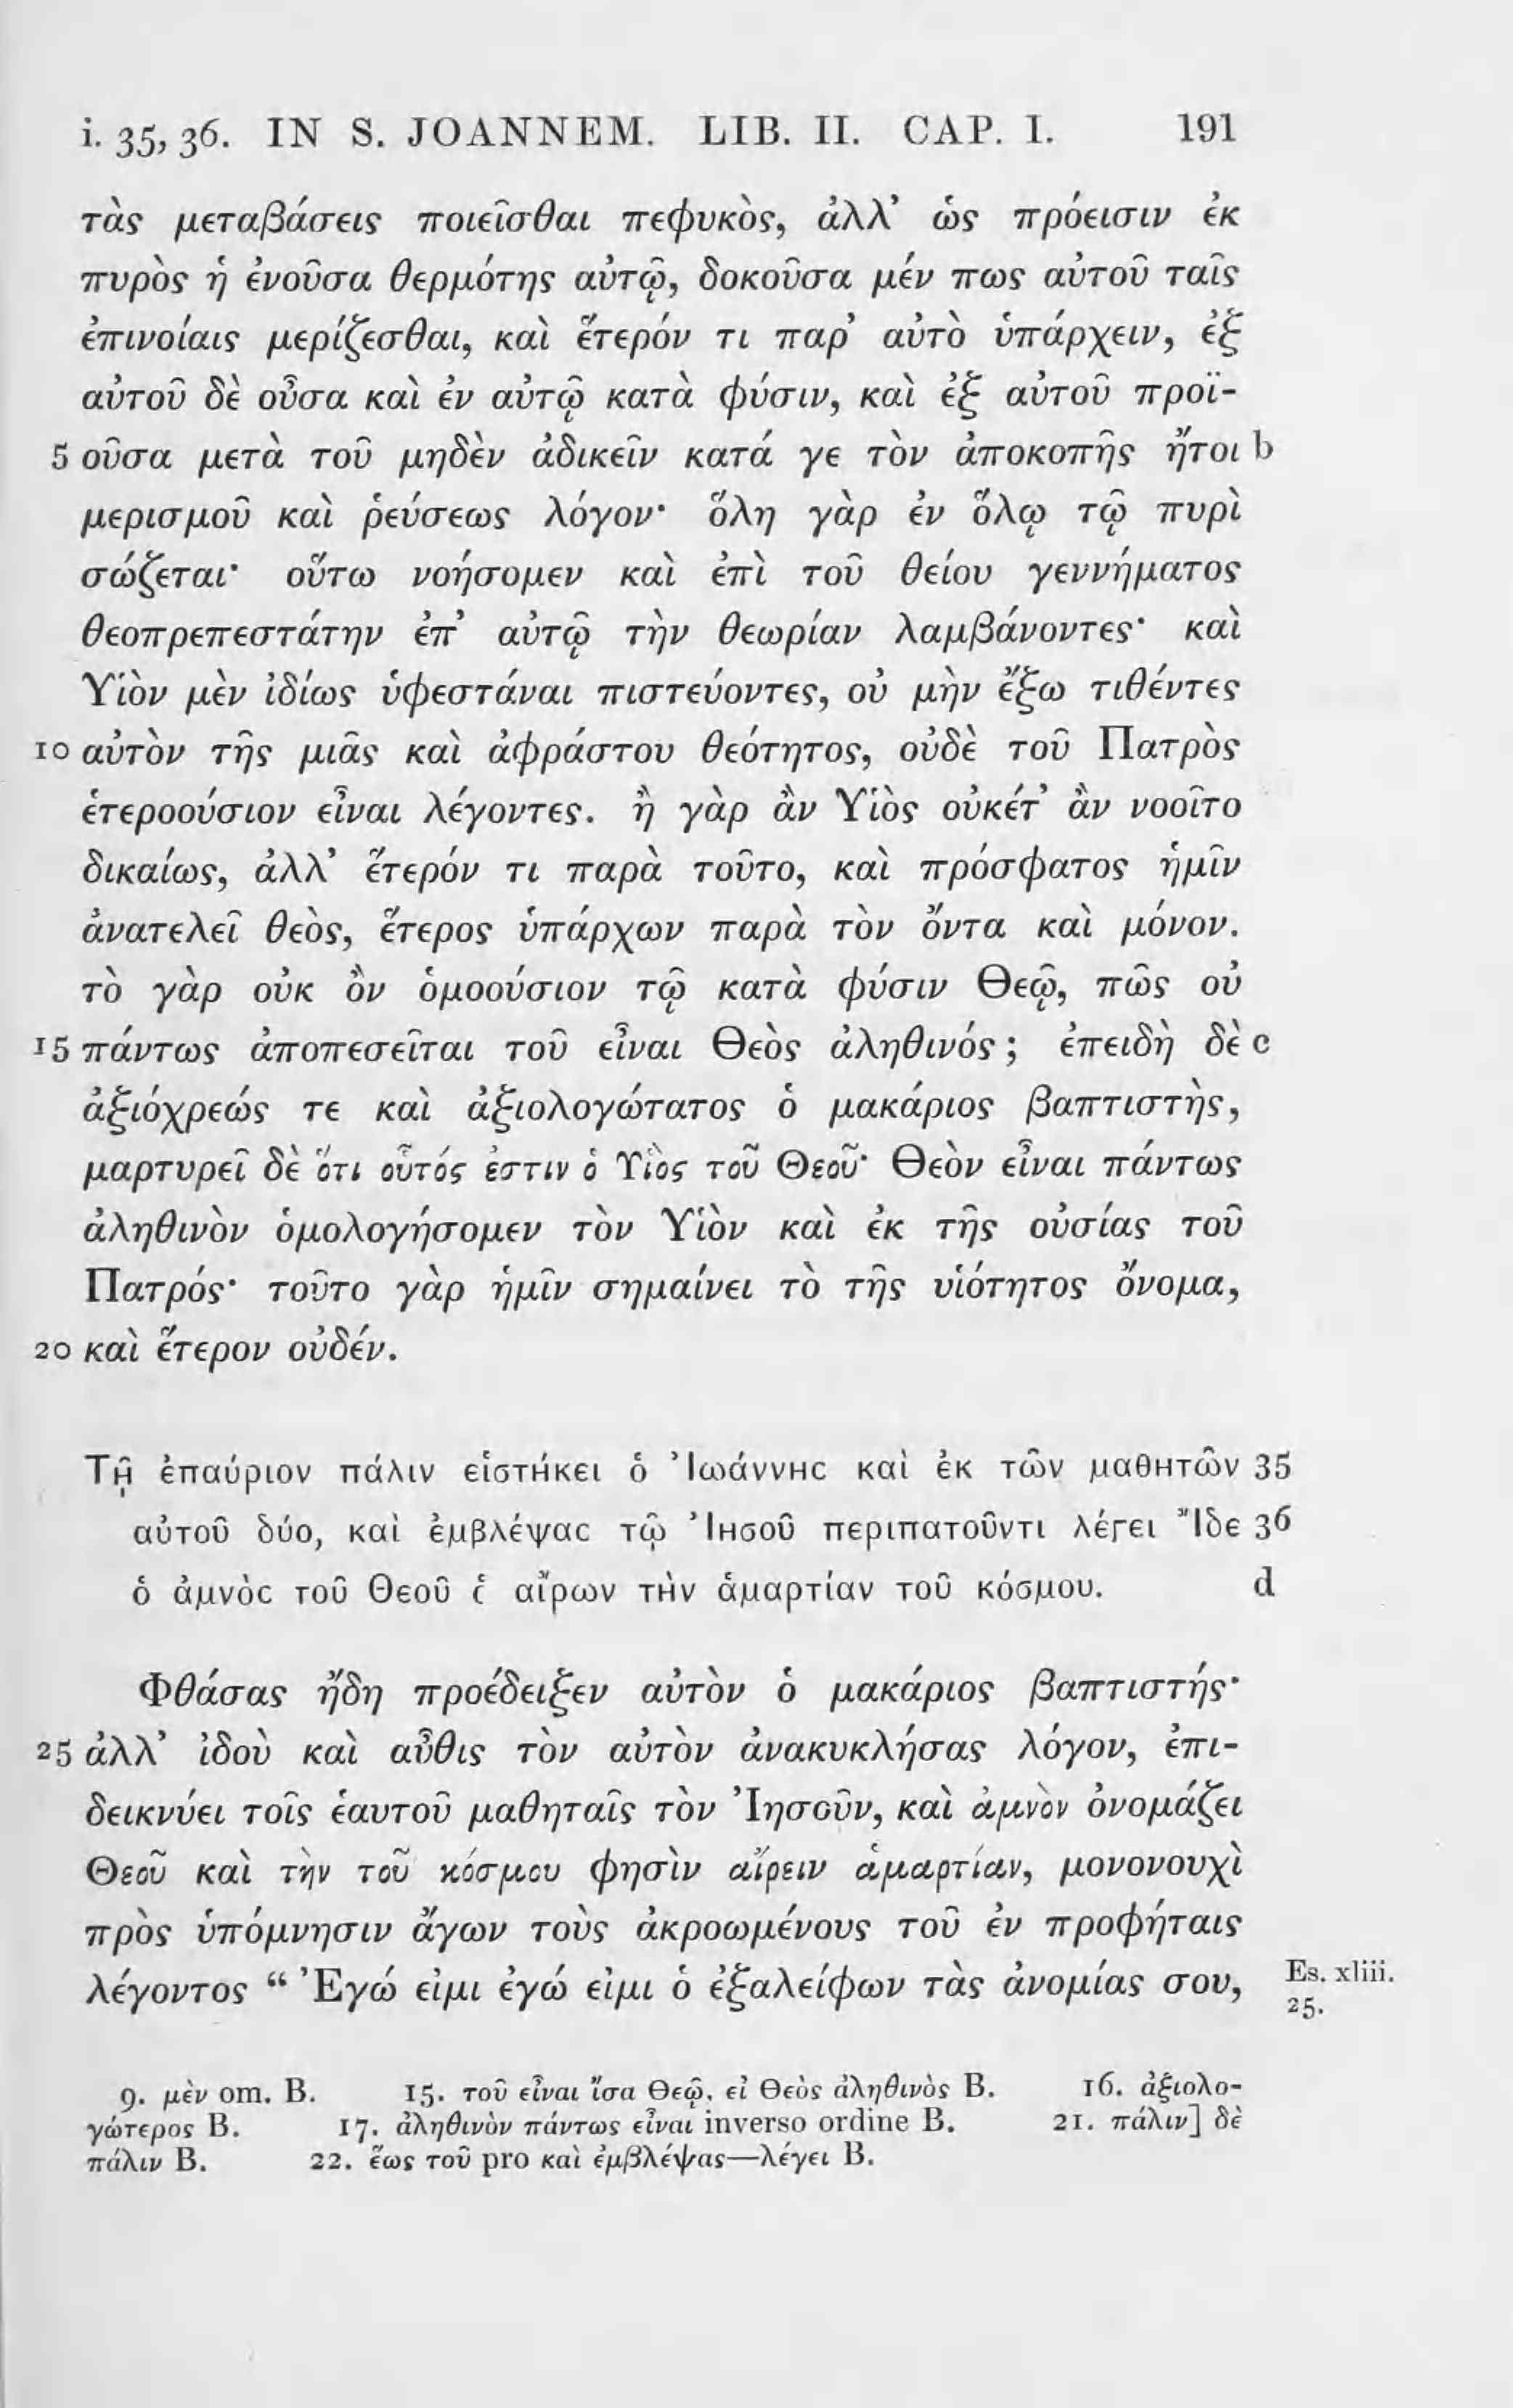 i. 35, 36. IN S. JOANNEM. LIB. II. CAP. I. 191
τὰς μεταβάσεις ποιεῖσθαι πεφυκὸς, ἀλλ’ ὡς πρόεισιν ἐκ
πυρὸς ἡ ἐνοῦσα θερμότης αὐτῷ, δοκοῦσα μέν πως αὐτοῦ ταῖς
ἐπινοίαις μερίζεσθαι, καὶ ἕτερόν τι παρ’ αὐτὸ ὑπάρχειν, ἐξ
αὐτοῦ δὲ οὖσα καὶ ἐν αὐτῷ κατὰ φύσιν, καὶ ἐξ αὐτοῦ προϊ-
5 οῦσα μετὰ τοῦ μηδὲν ἀδικεῖν κατά γε τὸν ἀποκοπῆς ἤτοι b
μερισμοῦ καὶ ῥεύσεως λόγον· ὅλη γὰρ ἐν ὅλῳ τῷ πυρὶ
σώζεται· οὕτω νοήσομεν καὶ ἐπὶ τοῦ θείου γεννήματος
θεοπρεπεστάτην ἐπ’ αὐτῷ τὴν θεωρίαν λαμβάνοντες· καὶ
Υἱὸν μὲν ἰδίως ὑφεστάναι πιστεύοντες, οὐ μὴν ἔξω τιθέντες
10 αὐτὸν τῆς μιᾶς καὶ ἀφράστου θεότητος, οὐδὲ τοῦ Πατρὸς
ἑτεροούσιον εἶναι λέγοντες. ἢ γὰρ ἂν Υἱὸς οὐκέτ’ ἂν νοοῖτο
δικαίως, ἀλλ’ ἕτερόν τι παρὰ τοῦτο, καὶ πρόσφατος ἡμῖν
ἀνατελεῖ θεὸς, ἕτερος ὑπάρχων παρὰ τὸν ὄντα καὶ μόνον.
τὸ γὰρ οὐκ ὂν ὁμοούσιον τῷ κατὰ φύσιν Θεῷ, πῶς οὐ
15 πάντως ἀποπεσεῖται τοῦ εἶναι Θεὸς ἀληθινός; ἐπειδὴ δὲ c
ἀξιόχρεώς τε καὶ ἀξιολογώτατος ὁ μακάριος βαπτιστὴς,
μαρτυρεῖ δὲ ὅτι οὗτός ἐστιν ὁ Υἱὸς τοῦ Θεοῦ· Θεὸν εἶναι πάντως
ἀληθινὸν ὁμολογήσομεν τὸν Υἱὸν καὶ ἐκ τῆς οὐσίας τοῦ
Πατρός· τοῦτο γὰρ ἡμῖν σημαίνει τὸ τῆς υἱότητος ὄνομα,
20 καὶ ἕτερον οὐδέν.
Τῇ ἐπαύριον πάλιν εἱστήκει ὁ Ἰωάννης καὶ ἐκ τῶν μαθητῶν 35
αὐτοῦ δύο, καὶ ἐμβλέψας τῷ Ἰησοῦ περιπατοῦντι λέγει Ἴδε 36
ὁ ἀμνὸς τοῦ Θεοῦ ὁ αἴρων τὴν ἁμαρτίαν τοῦ κόσμου. d
Φθάσας ἤδη προέδειξεν αὐτὸν ὁ μακάριος βαπτιστής·
25 ἀλλ’ ἰδοὺ καὶ αὖθις τὸν αὐτὸν ἀνακυκλήσας λόγον, ἐπι-
δεικνύει τοῖς ἑαυτοῦ μαθηταῖς τὸν Ἰησοῦν, καὶ ἀμνὸν ὀνομάζει
Θεοῦ καὶ τὴν τοῦ κόσμου φησὶν αἴρειν ἁμαρτίαν, μονονουχὶ
πρὸς ὑπόμνησιν ἄγων τοὺς ἀκροωμένους τοῦ ἐν προφήταις
λέγοντος “ Ἐγώ εἰμι ἐγώ εἰμι ὁ ἐξαλείφων τὰς ἀνομίας σου, Es. xliii.
25.
9. μὲν om. B. 15. τοῦ εἶναι ἴσα Θεῷ, εἰ Θεὸς ἀληθινὸς B. 16. ἀξιολο-
γώτερος B. 17. ἀληθινὸν πάντως εἶναι inverso ordine B. 21. πάλιν] δὲ
πάλιν B. 22. ἕως τοῦ pro καὶ ἐμβλέψας—λέγει B.